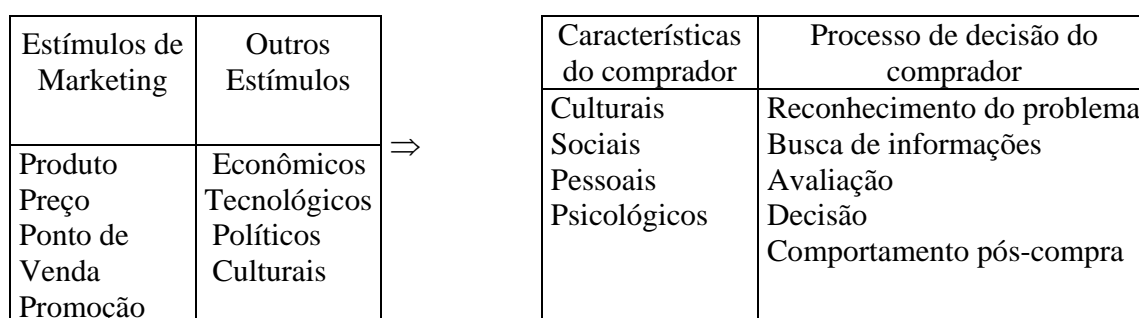 Estímulos de
Marketing
Outros
Estímulos
Produto
Preço
Ponto de
Venda
Promoção
Econômicos
Tecnológicos
Políticos
Culturais
⇒
Características
do comprador
Processo de decisão do
comprador
Culturais
Sociais
Pessoais
Psicológicos
Reconhecimento do problema
Busca de informações
Avaliação
Decisão
Comportamento pós-compra